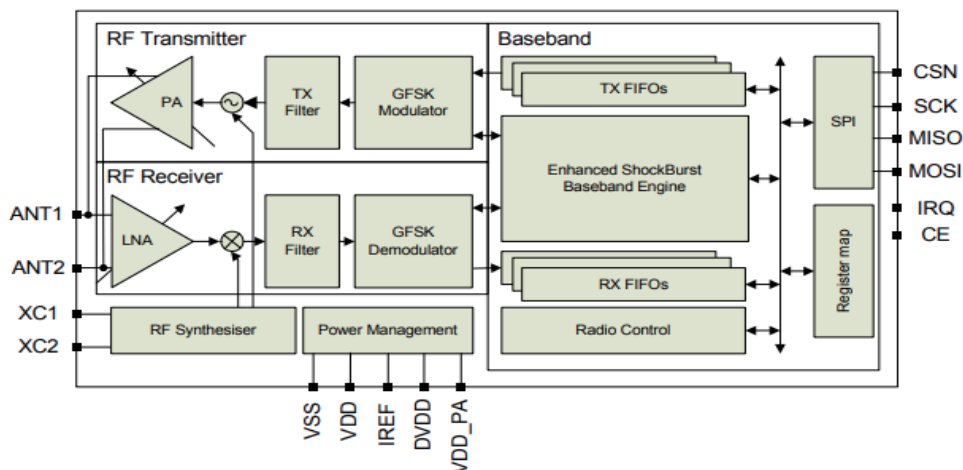 RF Transmitter
Baseband
PA
TX
Filter
GFSK
Modulator
TX FIFOs
SPI
CSN
SCK
MISO
MOSI
Enhanced ShockBurst
Baseband Engine
RF Receiver
ANT1
ANT2
LNA
RX
Filter
GFSK
Demodulator
IRQ
CE
RX FIFOs
Register map
XC1
XC2
RF Synthesiser
Power Management
Radio Control
VSS
VDD
IREF
DVDD
VDD_PA